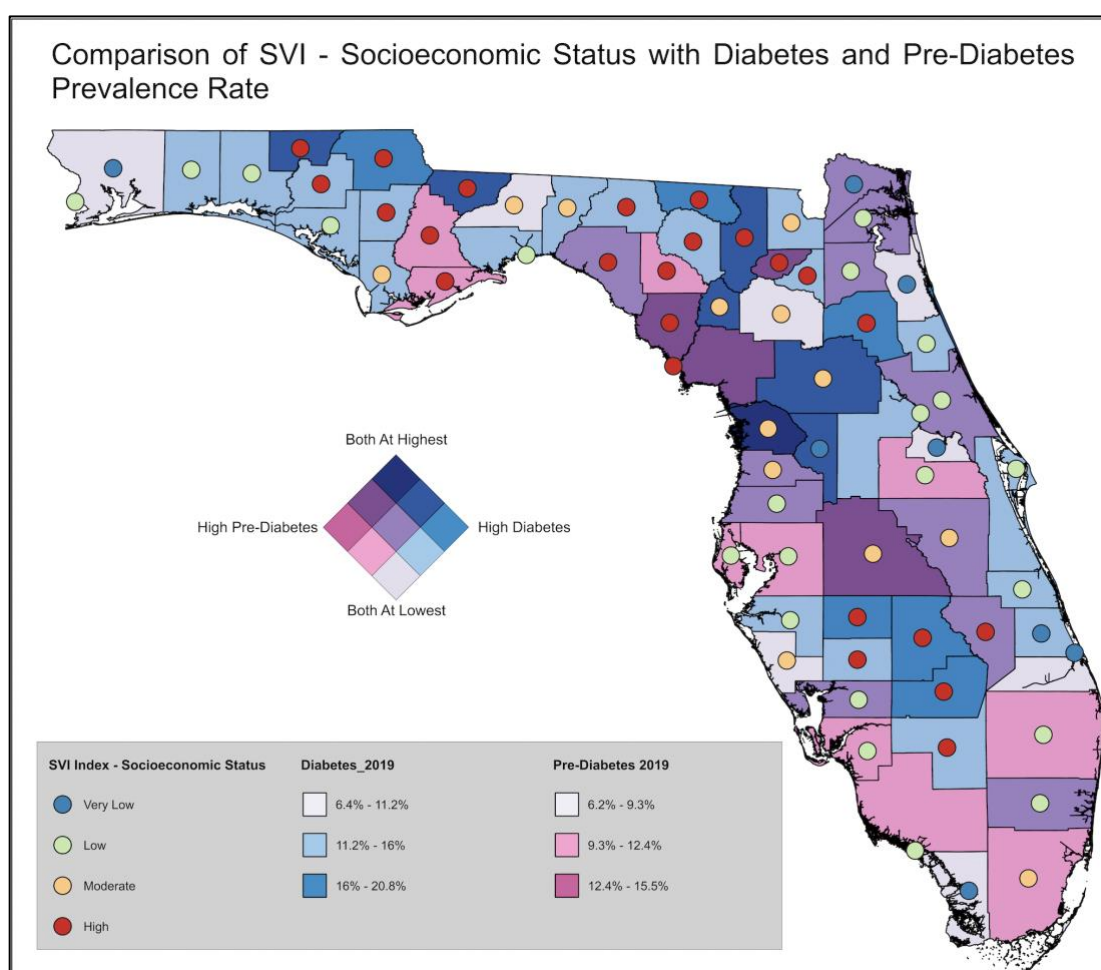 Comparison of SVI - Socioeconomic Status with Diabetes and Pre-Diabetes
Prevalence Rate
Both At Highest
High Pre-Diabetes
High Diabetes
Both At Lowest
SVI Index - Socioeconomic Status
Very Low
Low
Moderate
High
Diabetes_2019
6.4% - 11.2%
11.2% - 16%
16% - 20.8%
Pre-Diabetes 2019
6.2% - 9.3%
9.3% - 12.4%
12.4% - 15.5%